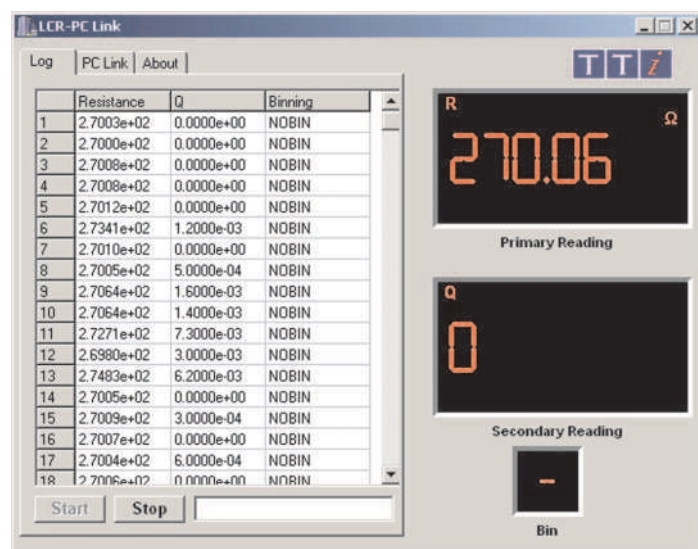 LCR-PC Link
Log PC Link About
TTi
Resistance Q Binning
1 2.7003e+02 0.0000e+00 NOBIN
2 2.7000e+02 0.0000e+00 NOBIN
3 2.7008e+02 0.0000e+00 NOBIN
4 2.7008e+02 0.0000e+00 NOBIN
5 2.7012e+02 0.0000e+00 NOBIN
6 2.7341e+02 1.2000e-03 NOBIN
7 2.7010e+02 0.0000e+00 NOBIN
8 2.7005e+02 5.0000e-04 NOBIN
9 2.7064e+02 1.6000e-03 NOBIN
10 2.7064e+02 1.4000e-03 NOBIN
11 2.7271e+02 7.3000e-03 NOBIN
12 2.6980e+02 3.0000e-03 NOBIN
13 2.7483e+02 6.2000e-03 NOBIN
14 2.7005e+02 0.0000e+00 NOBIN
15 2.7009e+02 3.0000e-04 NOBIN
16 2.7007e+02 0.0000e+00 NOBIN
17 2.7004e+02 6.0000e-04 NOBIN
18 2.7006e+02 0.0000e+00 NOBIN
Start Stop
R Ω
270.06
Primary Reading
Q
0
Secondary Reading
-
Bin